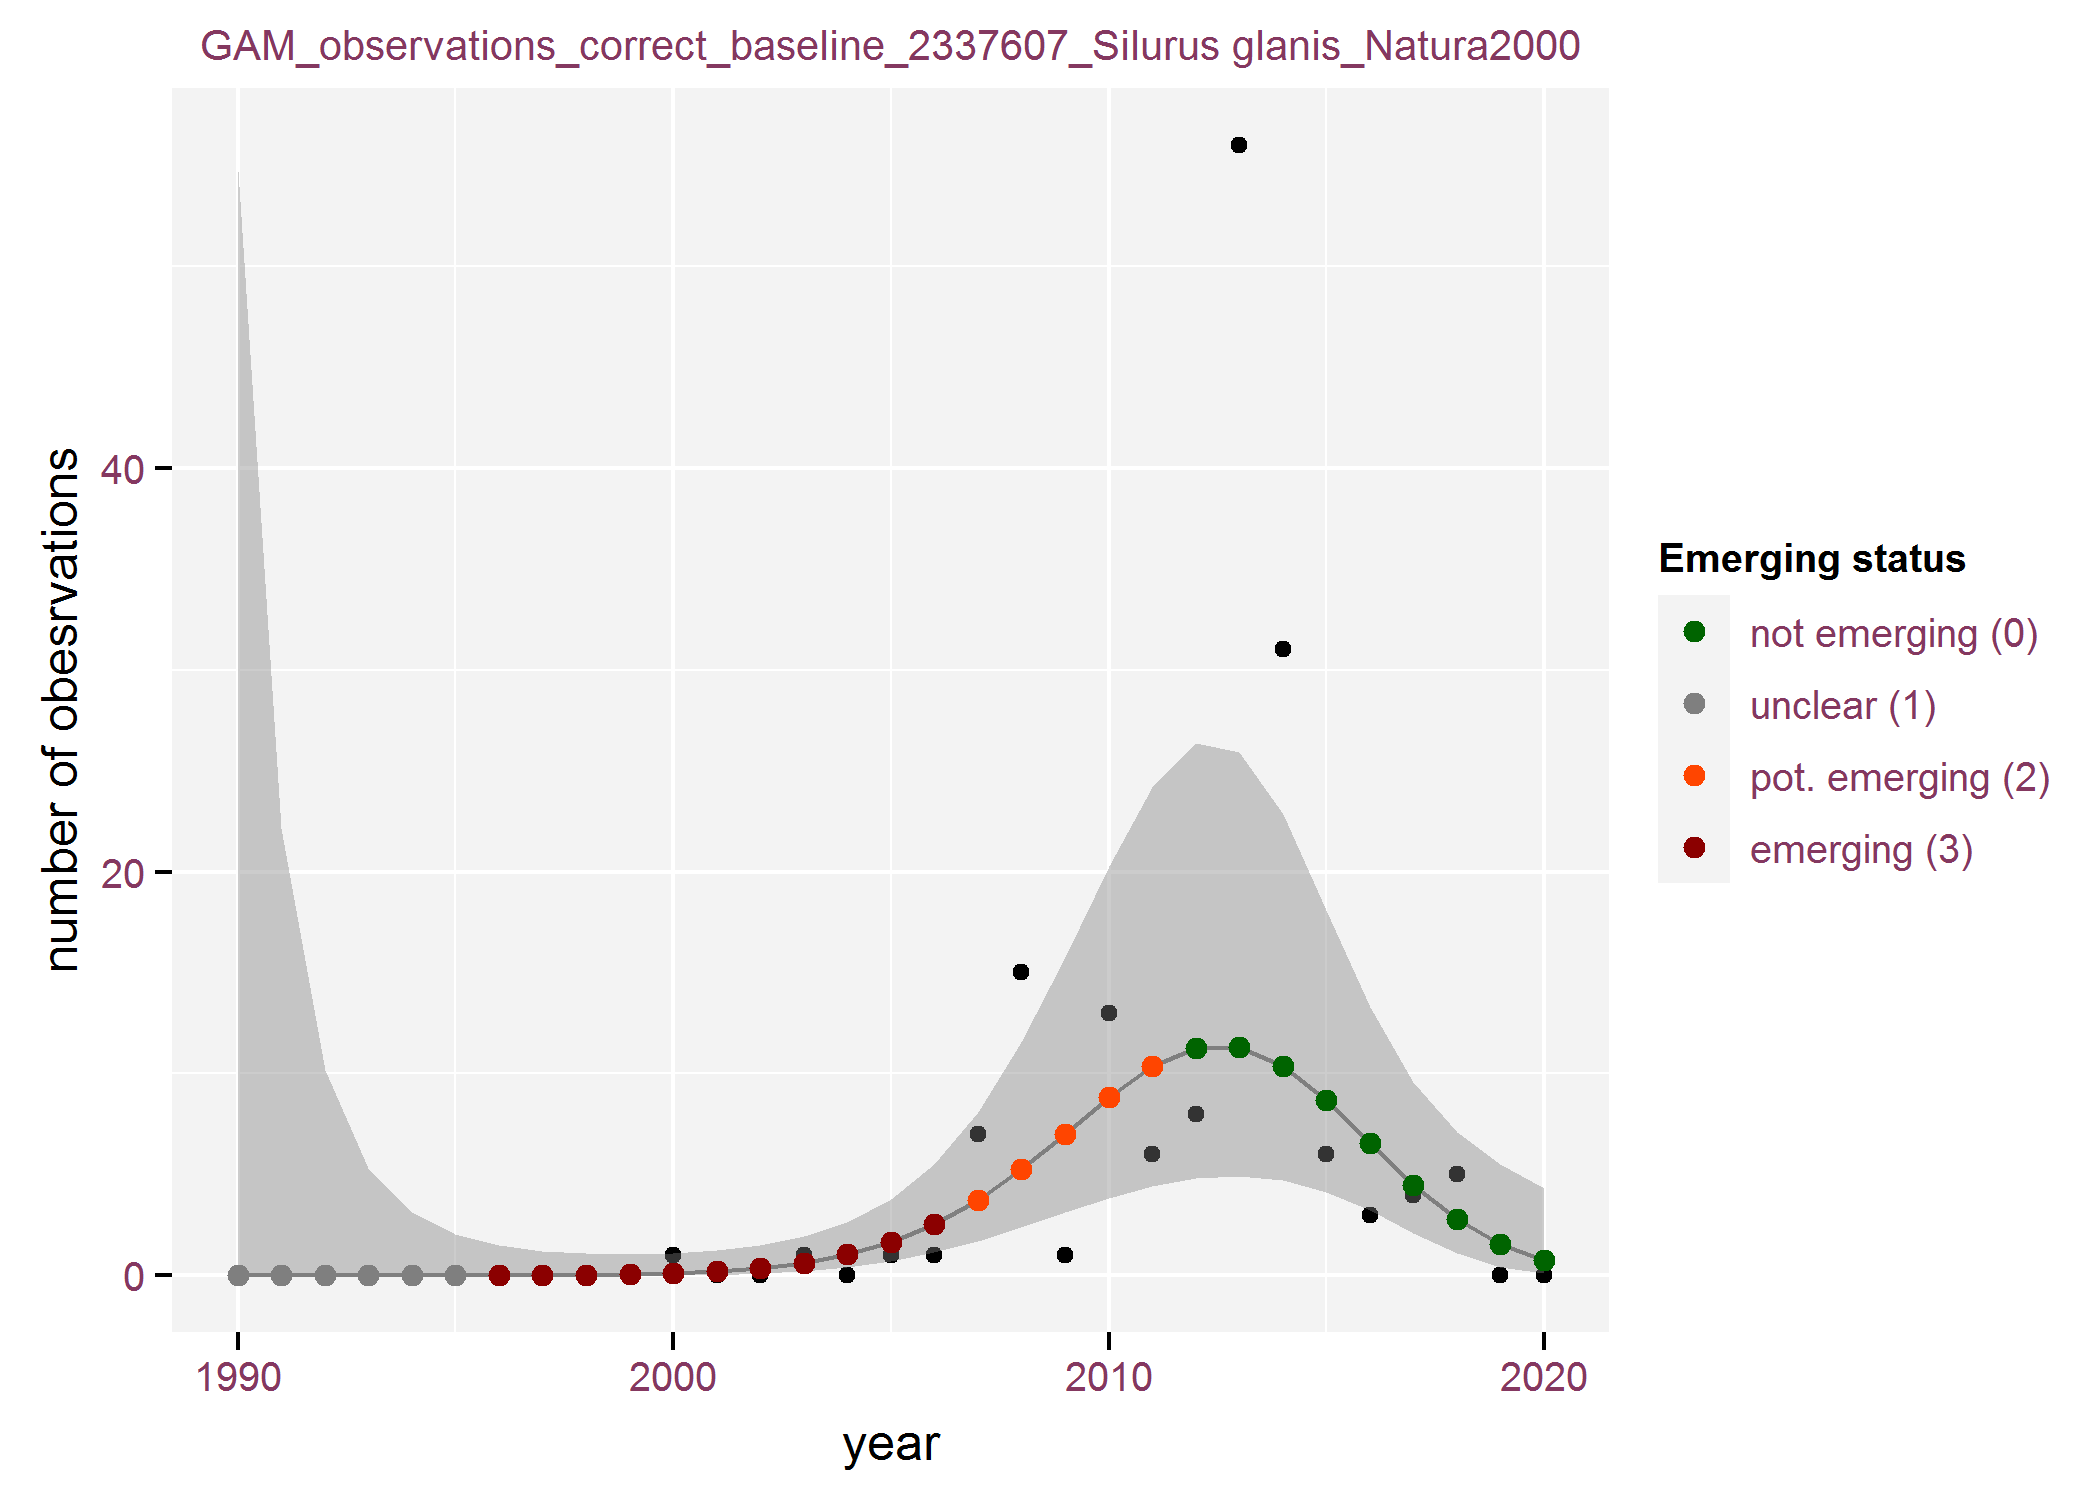 GAM_observations_correct_baseline_2337607_Silurus glanis_Natura2000
number of obesrvations
40
20
0
1990
2000
2010
2020
year
Emerging status
not emerging (0)
unclear (1)
pot. emerging (2)
emerging (3)